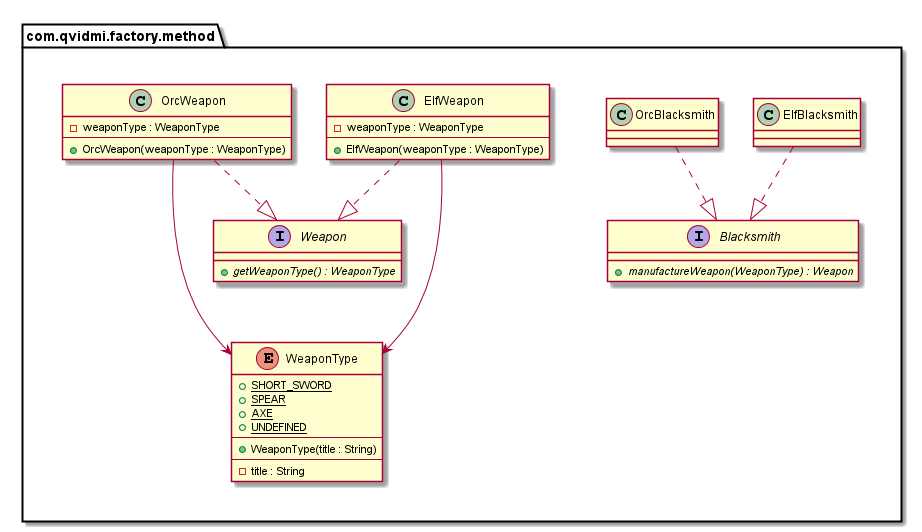 com.qvidmi.factory.method
C OrcWeapon
weaponType : WeaponType
OrcWeapon(weaponType : WeaponType)
C ElfWeapon
weaponType : WeaponType
ElfWeapon(weaponType : WeaponType)
C OrcBlacksmith
C ElfBlacksmith
I Weapon
getWeaponType() : WeaponType
I Blacksmith
manufactureWeapon(WeaponType) : Weapon
E WeaponType
SHORT_SWORD
SPEAR
AXE
UNDEFINED
WeaponType(title : String)
title : String